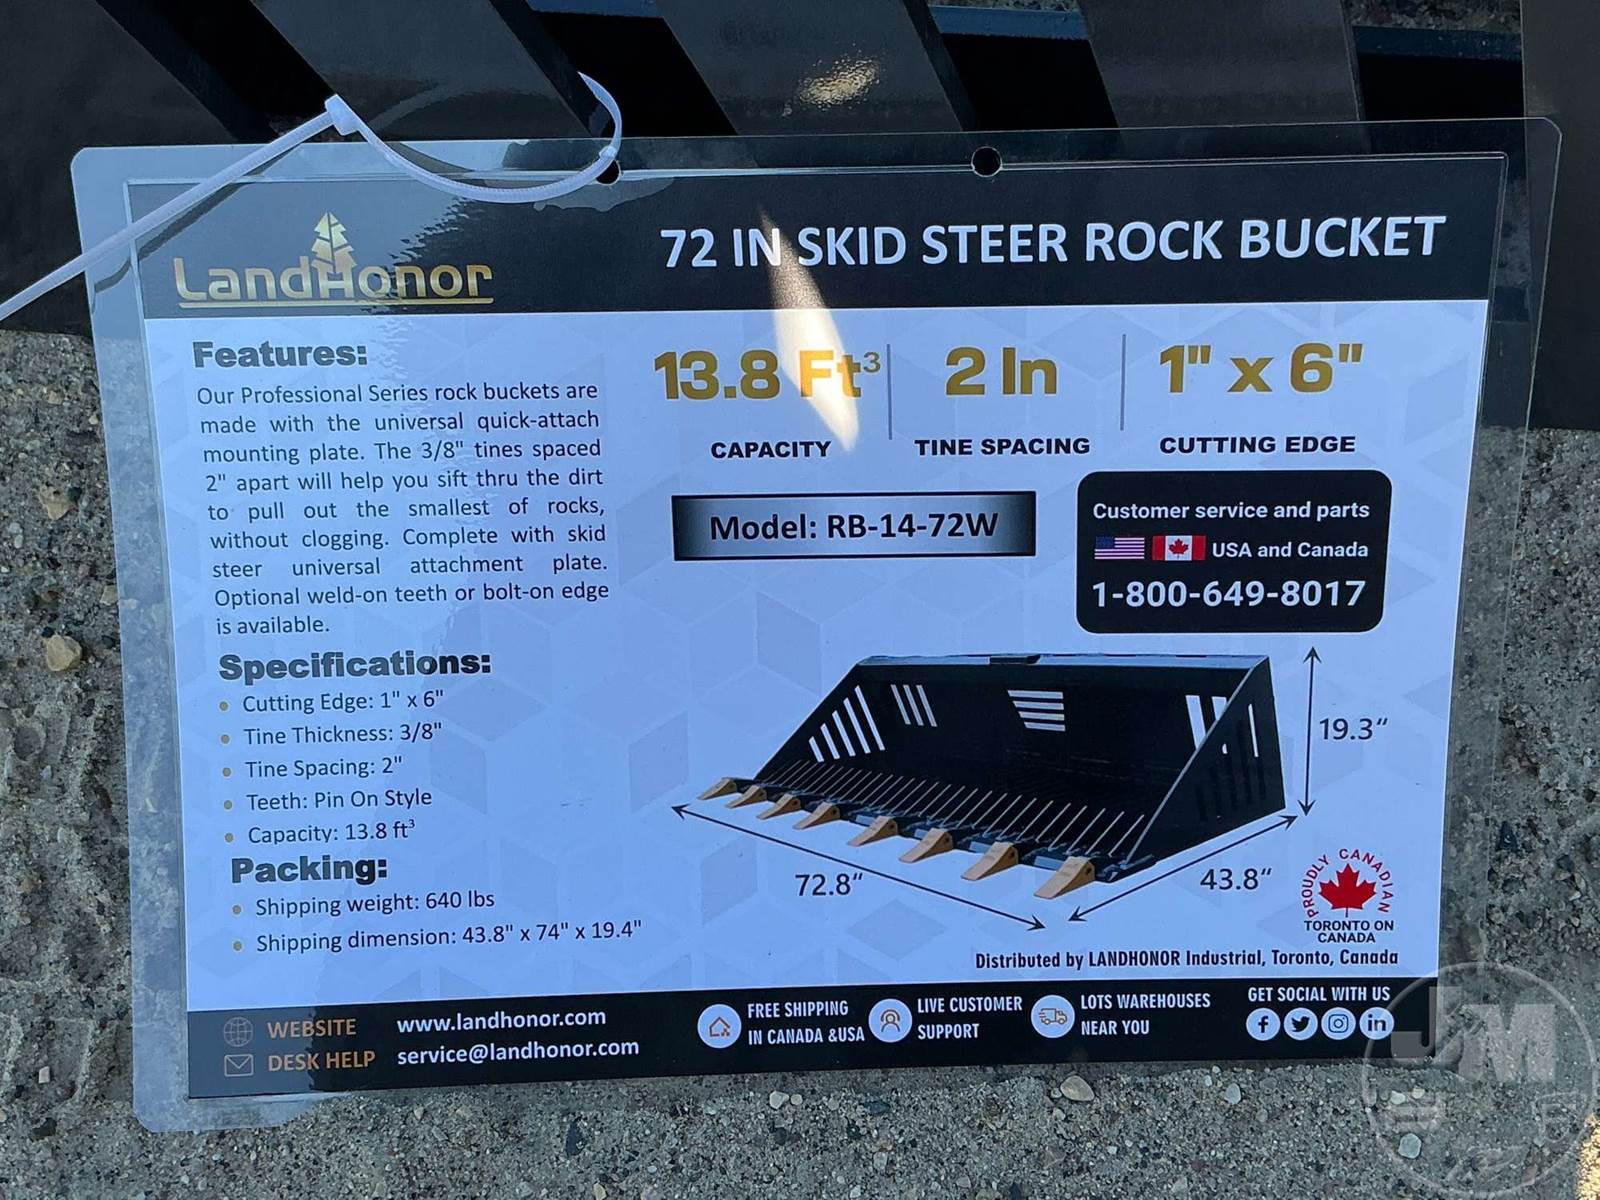 LandHonor
72 IN SKID STEER ROCK BUCKET
Features:
Our Professional Series rock buckets are
made with the universal quick-attach
mounting plate. The 3/8" tines spaced
2" apart will help you sift thru the dirt
to pull out the smallest of rocks,
without clogging. Complete with skid
steer universal attachment plate.
Optional weld-on teeth or bolt-on edge
is available.
Specifications:
• Cutting Edge: 1" x 6"
• Tine Thickness: 3/8"
• Tine Spacing: 2"
• Teeth: Pin On Style
• Capacity: 13.8 ft³
Packing:
• Shipping weight: 640 lbs
• Shipping dimension: 43.8" x 74" x 19.4"
13.8 Ft³
CAPACITY
2 In
TINE SPACING
1" x 6"
CUTTING EDGE
Model: RB-14-72W
Customer service and parts
USA and Canada
1-800-649-8017
19.3“
72.8“
43.8“
PROUDLY CANADIAN
TORONTO ON
CANADA
Distributed by LANDHONOR Industrial, Toronto, Canada
WEBSITE www.landhonor.com
DESK HELP service@landhonor.com
FREE SHIPPING
IN CANADA &USA
LIVE CUSTOMER
SUPPORT
LOTS WAREHOUSES
NEAR YOU
GET SOCIAL WITH US
f in
JM